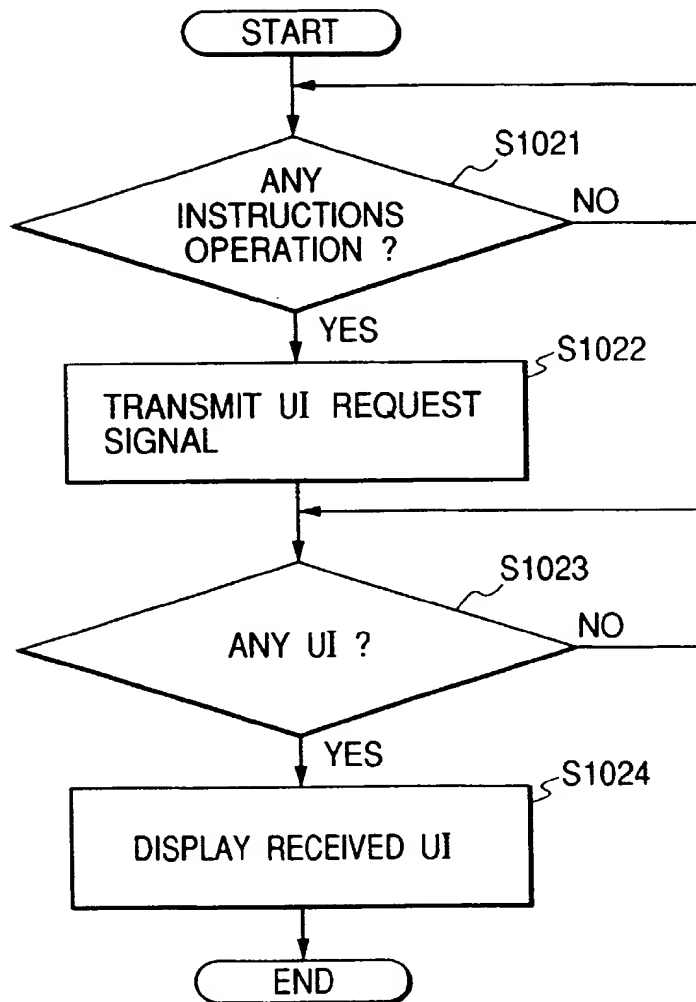 START
S1021
ANY
INSTRUCTIONS
OPERATION ?
NO
YES
S1022
TRANSMIT UI REQUEST
SIGNAL
S1023
ANY UI ?
NO
YES
S1024
DISPLAY RECEIVED UI
END